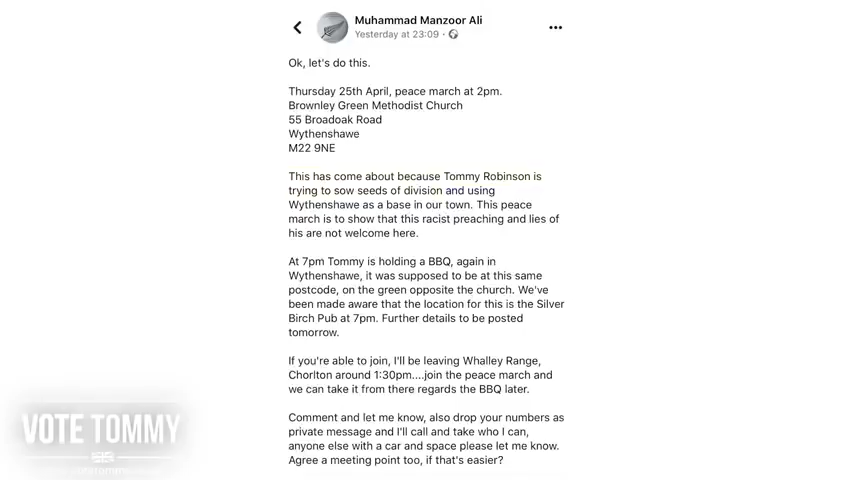 Muhammad Manzoor Ali
Yesterday at 23:09 ·
Ok, let's do this.
Thursday 25th April, peace march at 2pm.
Brownley Green Methodist Church
55 Broadoak Road
Wythenshawe
M22 9NE
This has come about because Tommy Robinson is
trying to sow seeds of division and using
Wythenshawe as a base in our town. This peace
march is to show that this racist preaching and lies of
his are not welcome here.
At 7pm Tommy is holding a BBQ, again in
Wythenshawe, it was supposed to be at this same
postcode, on the green opposite the church. We've
been made aware that the location for this is the Silver
Birch Pub at 7pm. Further details to be posted
tomorrow.
If you're able to join, I'll be leaving Whalley Range,
Chorlton around 1:30pm....join the peace march and
we can take it from there regards the BBQ later.
Comment and let me know, also drop your numbers as
private message and I'll call and take who I can,
anyone else with a car and space please let me know.
Agree a meeting point too, if that's easier?
VOTE TOMMY